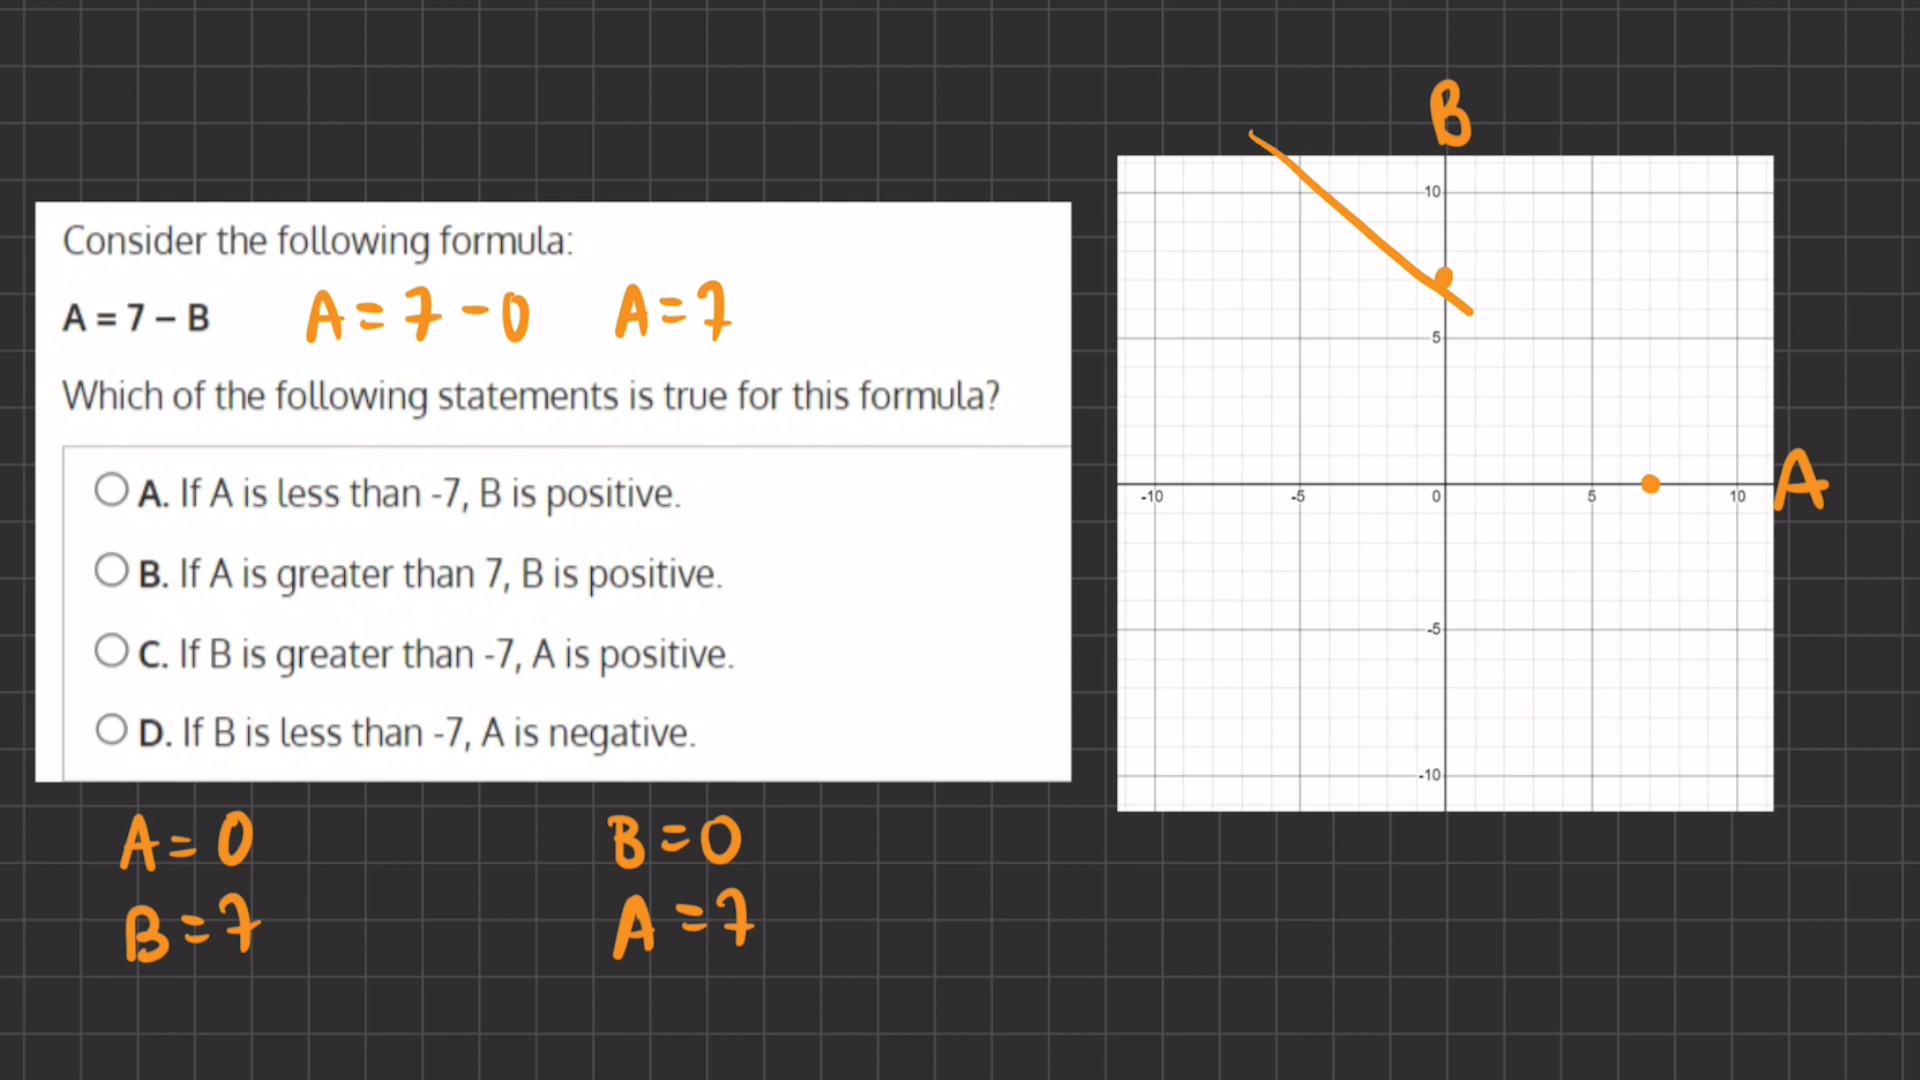 Consider the following formula:
A = 7 – B
A = 7 - 0
A = 7
Which of the following statements is true for this formula?
A. If A is less than -7, B is positive.
B. If A is greater than 7, B is positive.
C. If B is greater than -7, A is positive.
D. If B is less than -7, A is negative.
A = 0
B = 7
B = 0
A = 7
B
10
5
-10 -5 0 5 10
A
-5
-10